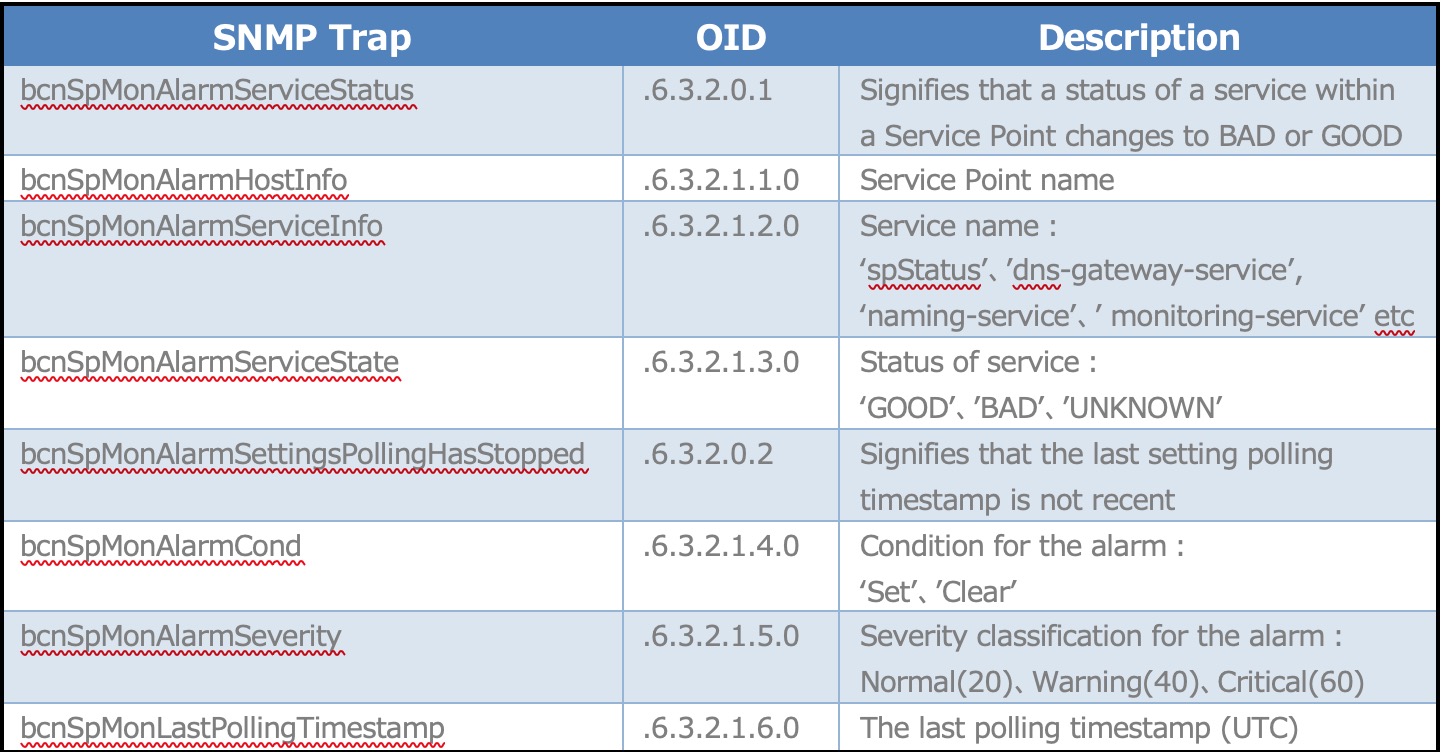 SNMP Trap OID Description
bcnSpMonAlarmServiceStatus .6.3.2.0.1 Signifies that a status of a service within
a Service Point changes to BAD or GOOD
bcnSpMonAlarmHostInfo .6.3.2.1.1.0 Service Point name
bcnSpMonAlarmServiceInfo .6.3.2.1.2.0 Service name :
‘spStatus’、’dns-gateway-service’,
‘naming-service’、’ monitoring-service’ etc
bcnSpMonAlarmServiceState .6.3.2.1.3.0 Status of service :
‘GOOD’、’BAD’、’UNKNOWN’
bcnSpMonAlarmSettingsPollingHasStopped .6.3.2.0.2 Signifies that the last setting polling
timestamp is not recent
bcnSpMonAlarmCond .6.3.2.1.4.0 Condition for the alarm :
‘Set’、’Clear’
bcnSpMonAlarmSeverity .6.3.2.1.5.0 Severity classification for the alarm :
Normal(20)、Warning(40)、Critical(60)
bcnSpMonLastPollingTimestamp .6.3.2.1.6.0 The last polling timestamp (UTC)